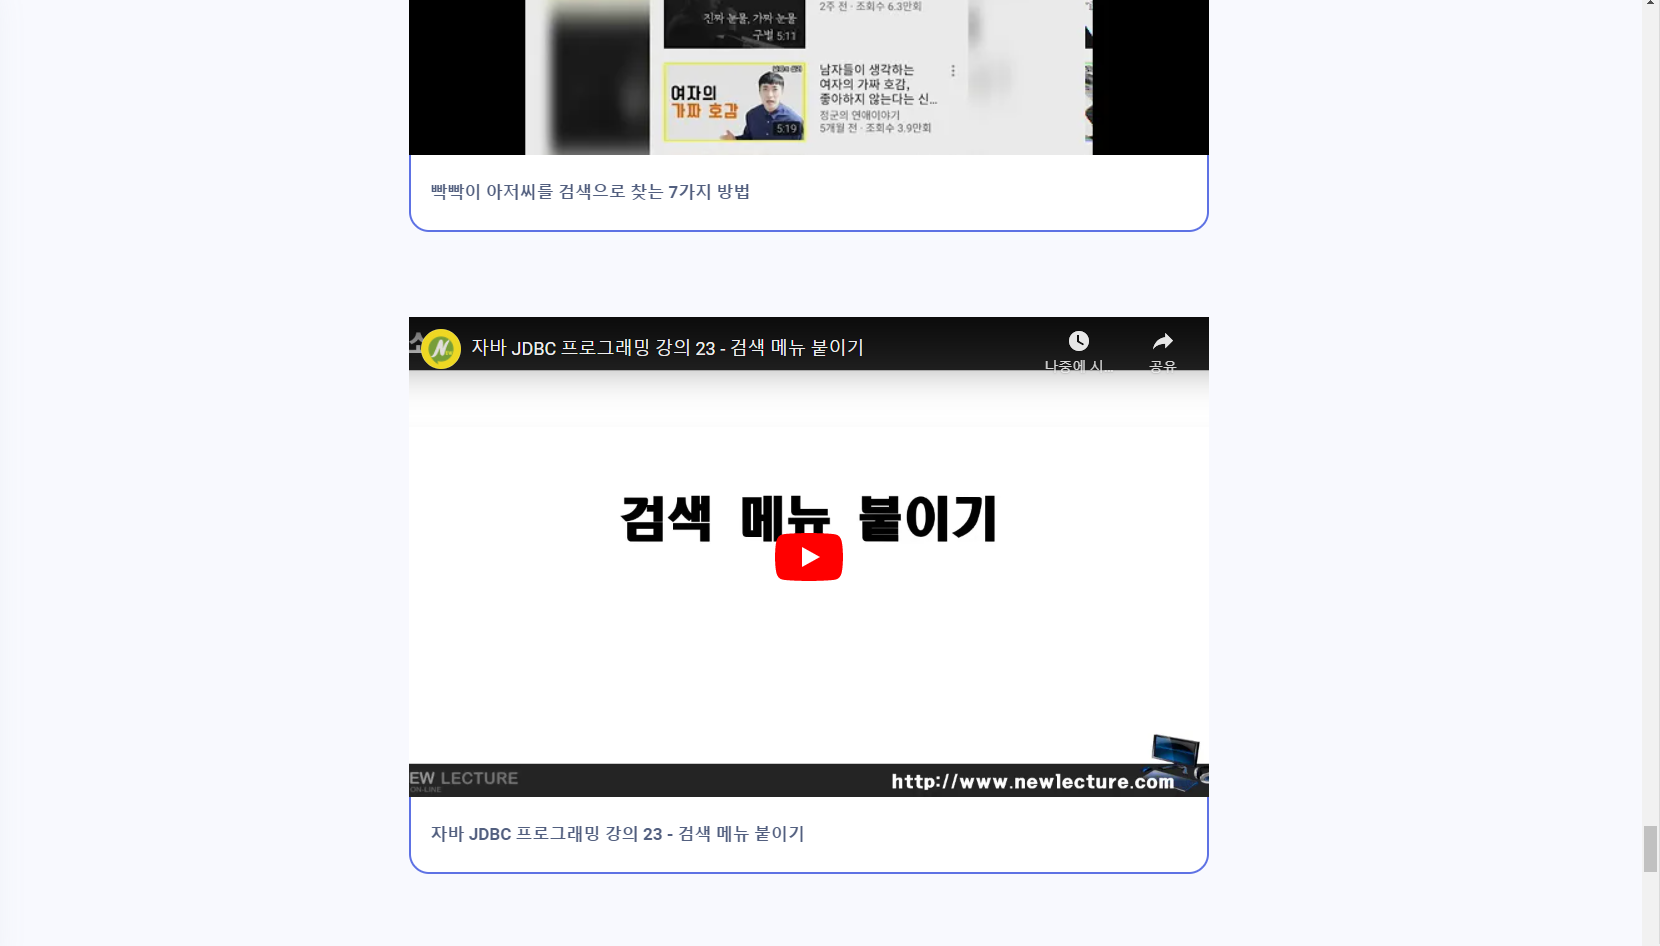 진짜 눈물, 가짜 눈물
구별 5:11
2주 전 · 조회수 6.3만회
여자의
가짜 호감
5:19
남자들이 생각하는
여자의 가짜 호감,
좋아하지 않는다는 신...
정군의 연애이야기
5개월 전 · 조회수 3.9만회
빡빡이 아저씨를 검색으로 찾는 7가지 방법
자바 JDBC 프로그래밍 강의 23 - 검색 메뉴 붙이기
나중에 시...
공유
검색 메뉴 붙이기
EW LECTURE
ON-LINE
http://www.newlecture.com
자바 JDBC 프로그래밍 강의 23 - 검색 메뉴 붙이기